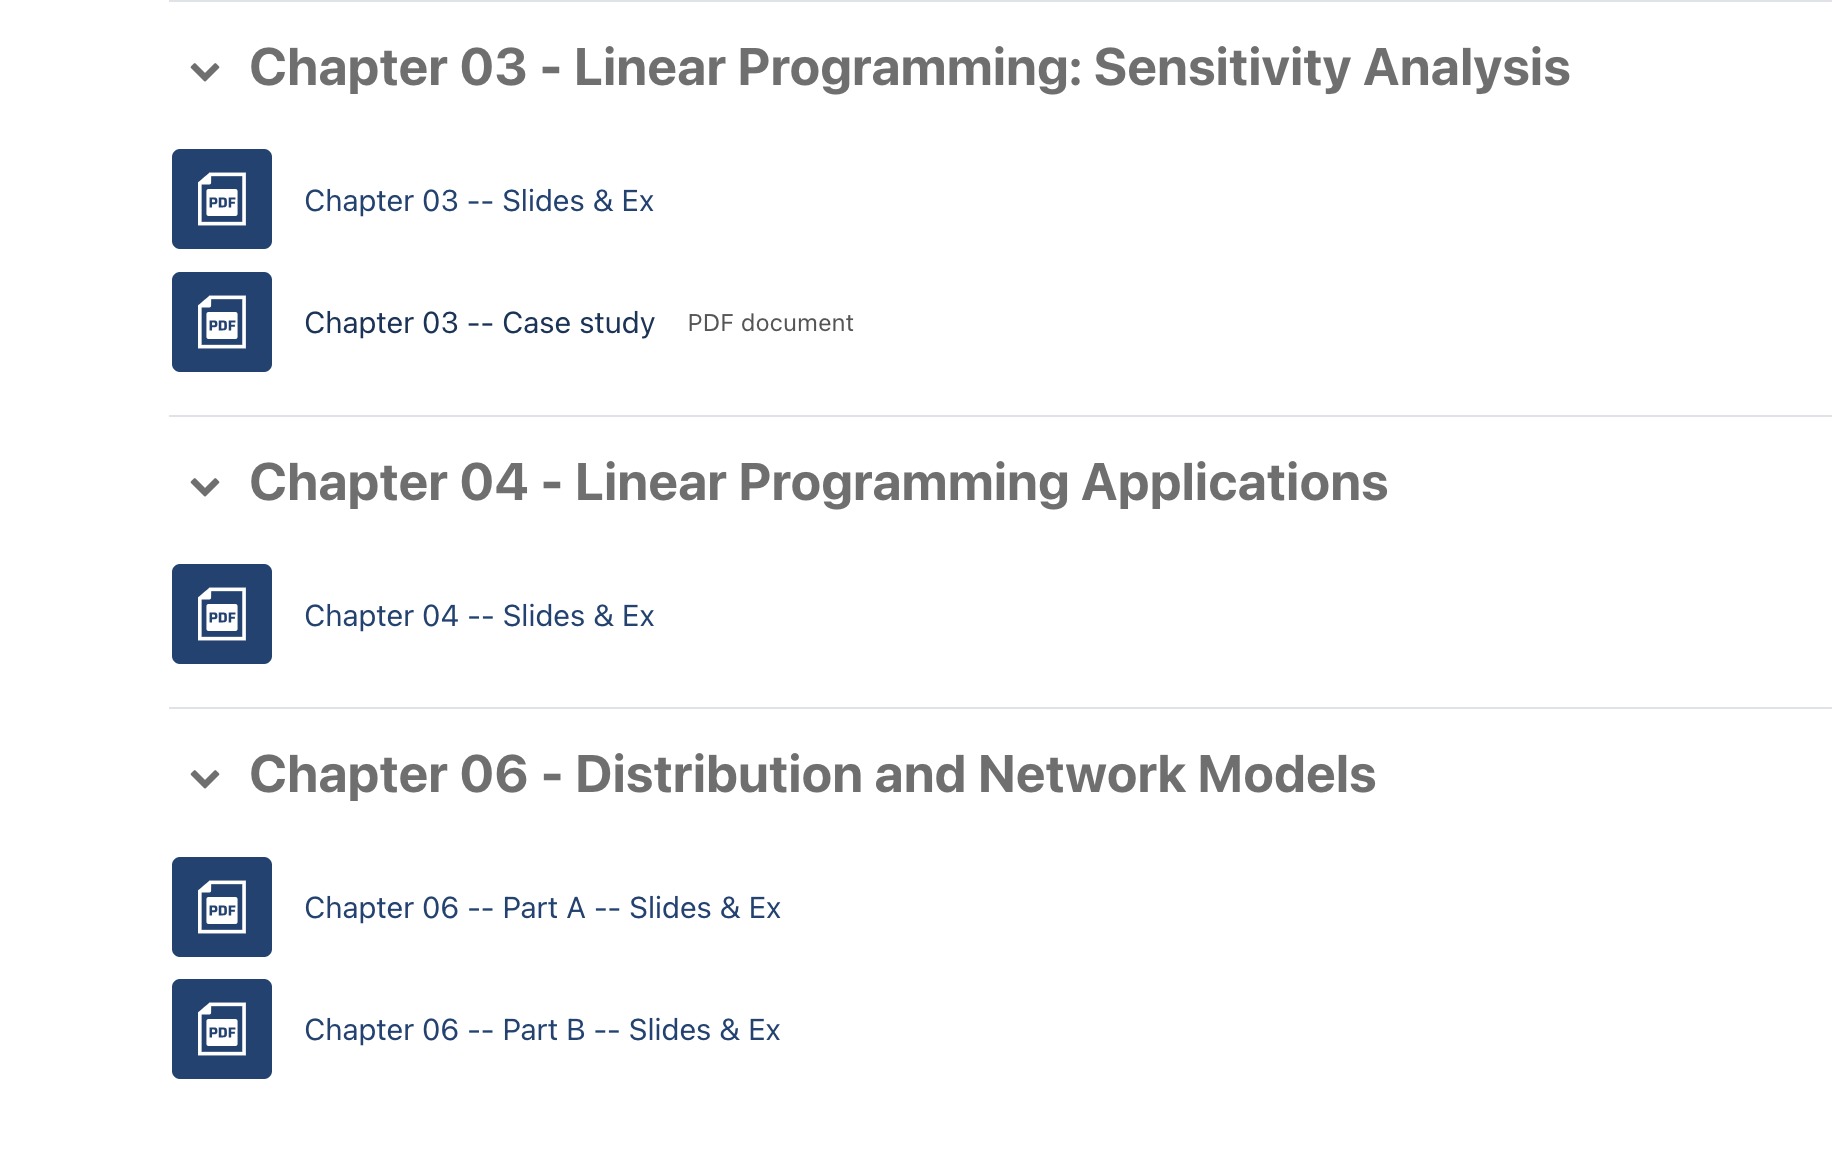 Chapter 03 - Linear Programming: Sensitivity Analysis
PDF
Chapter 03 -- Slides & Ex
PDF
Chapter 03 -- Case study PDF document
Chapter 04 - Linear Programming Applications
PDF
Chapter 04 -- Slides & Ex
Chapter 06 - Distribution and Network Models
PDF
Chapter 06 -- Part A -- Slides & Ex
PDF
Chapter 06 -- Part B -- Slides & Ex